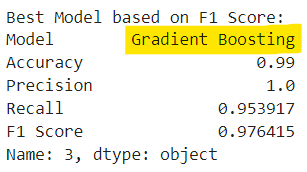 Best Model based on F1 Score:
Model Gradient Boosting
Accuracy 0.99
Precision 1.0
Recall 0.953917
F1 Score 0.976415
Name: 3, dtype: object